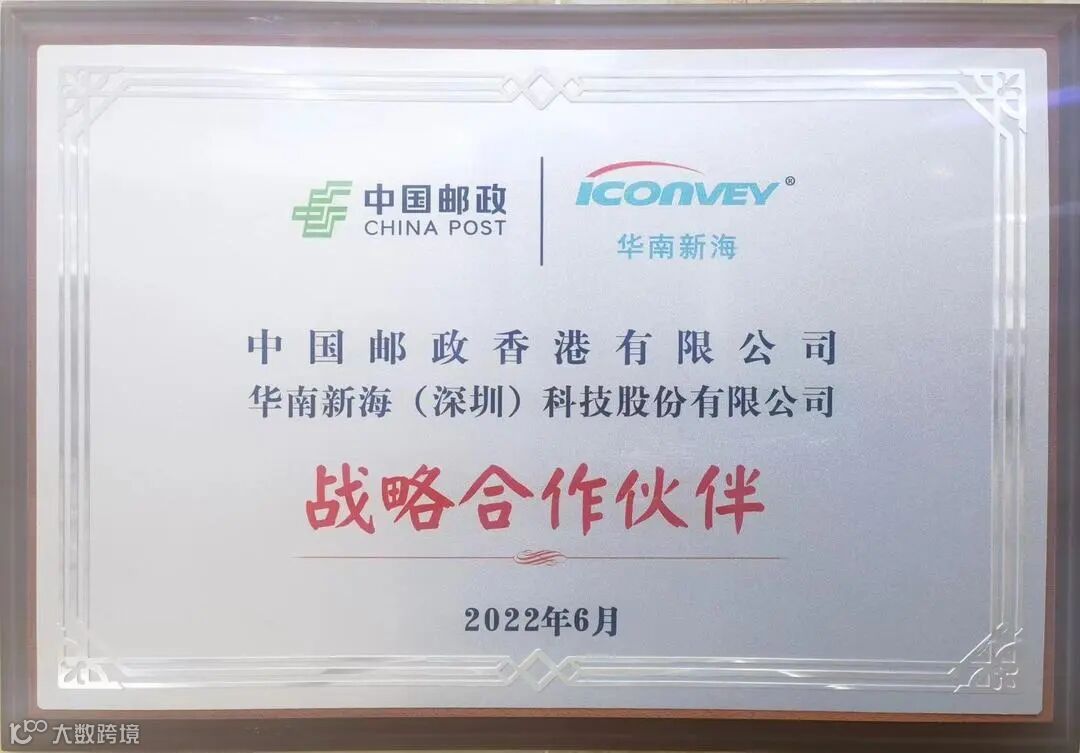 中国邮政
CHINA POST
ICONVEY®
华南新海
中国邮政香港有限公司
华南新海（深圳）科技股份有限公司
战略合作伙伴
2022年6月
大数跨境